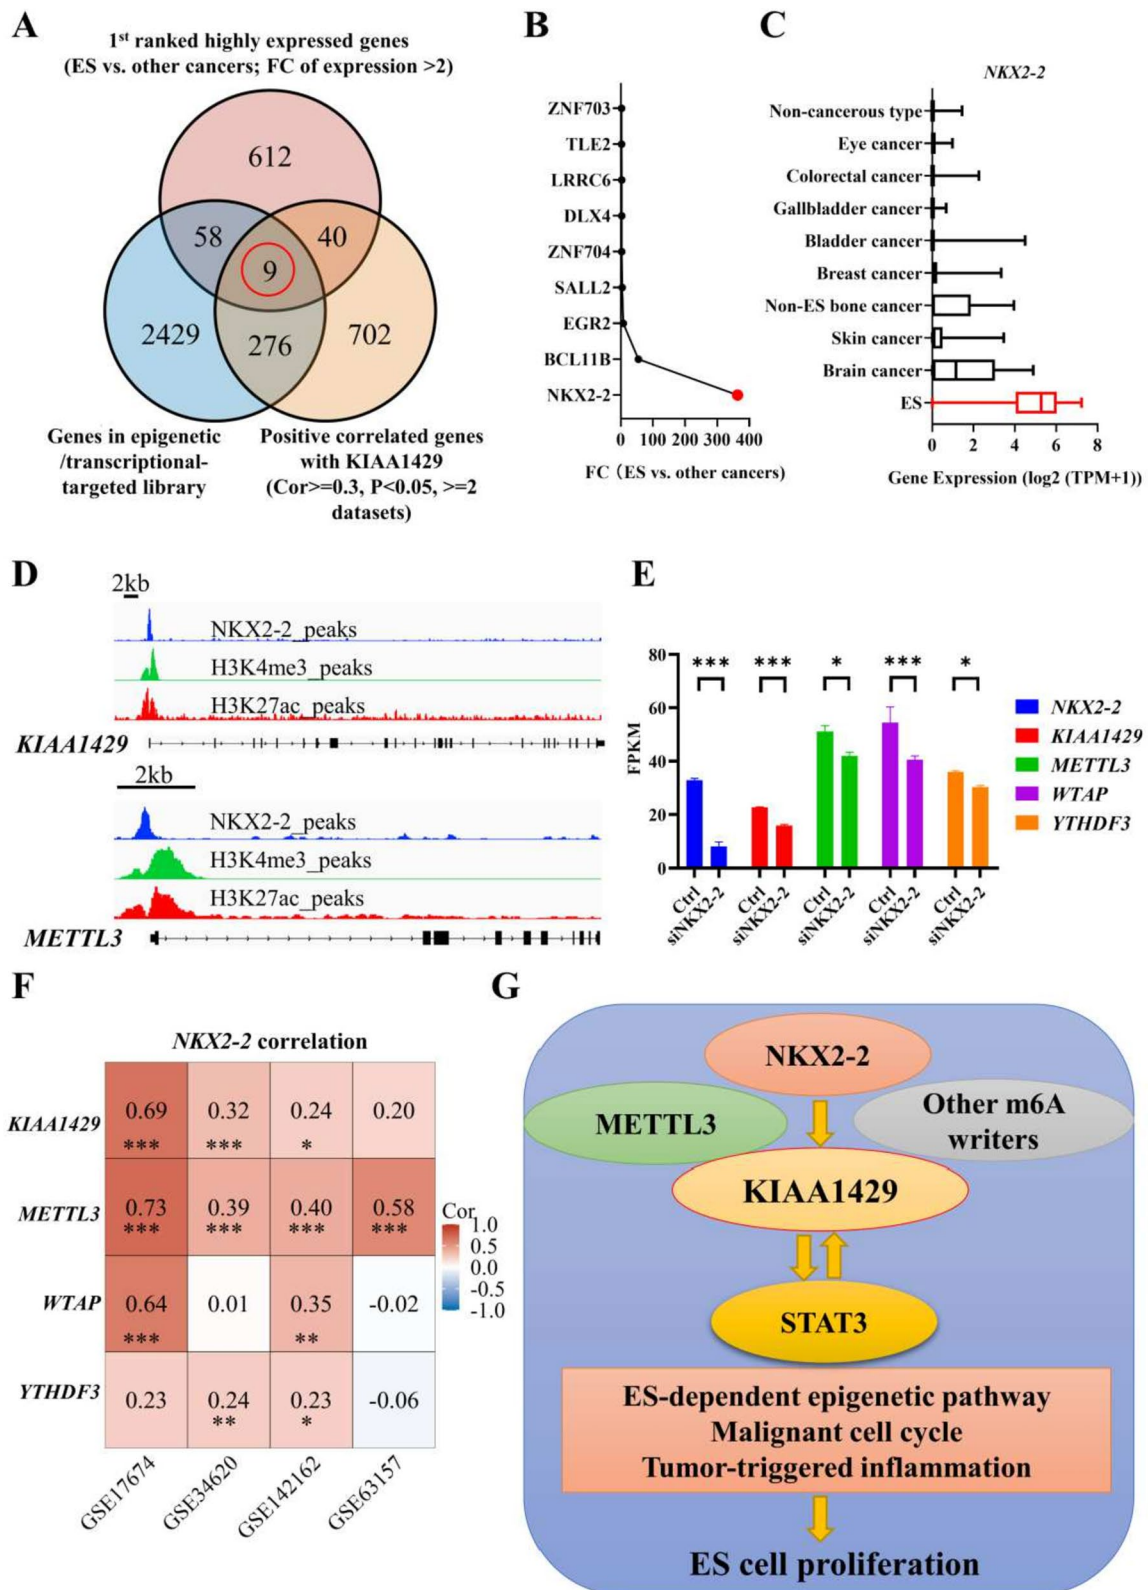 A
1st ranked highly expressed genes
(ES vs. other cancers; FC of expression >2)
612
58
40
9
2429
276
702
Genes in epigenetic
/transcriptional-
targeted library
Positive correlated genes
with KIAA1429
(Cor>=0.3, P<0.05, >=2
datasets)
B
ZNF703
TLE2
LRRC6
DLX4
ZNF704
SALL2
EGR2
BCL11B
NKX2-2
0 100 200 300 400
FC (ES vs. other cancers)
C
NKX2-2
Non-cancerous type
Eye cancer
Colorectal cancer
Gallbladder cancer
Bladder cancer
Breast cancer
Non-ES bone cancer
Skin cancer
Brain cancer
ES
0 2 4 6 8
Gene Expression (log2 (TPM+1))
D
2kb
NKX2-2_peaks
H3K4me3_peaks
H3K27ac_peaks
KIAA1429
2kb
NKX2-2_peaks
H3K4me3_peaks
H3K27ac_peaks
METTL3
E
80
60
40
20
0
FPKM
*** *** * *** *
Ctrl siNKX2-2 Ctrl siNKX2-2 Ctrl siNKX2-2 Ctrl siNKX2-2 Ctrl siNKX2-2
NKX2-2
KIAA1429
METTL3
WTAP
YTHDF3
F
NKX2-2 correlation
KIAA1429 0.69 0.32 0.24 0.20
*** *** *
METTL3 0.73 0.39 0.40 0.58
*** *** *** ***
WTAP 0.64 0.01 0.35 -0.02
*** **
YTHDF3 0.23 0.24 0.23 -0.06
** *
GSE17674 GSE34620 GSE142162 GSE63157
Cor
1.0
0.5
0.0
-0.5
-1.0
G
NKX2-2
METTL3
Other m6A
writers
KIAA1429
STAT3
ES-dependent epigenetic pathway
Malignant cell cycle
Tumor-triggered inflammation
ES cell proliferation